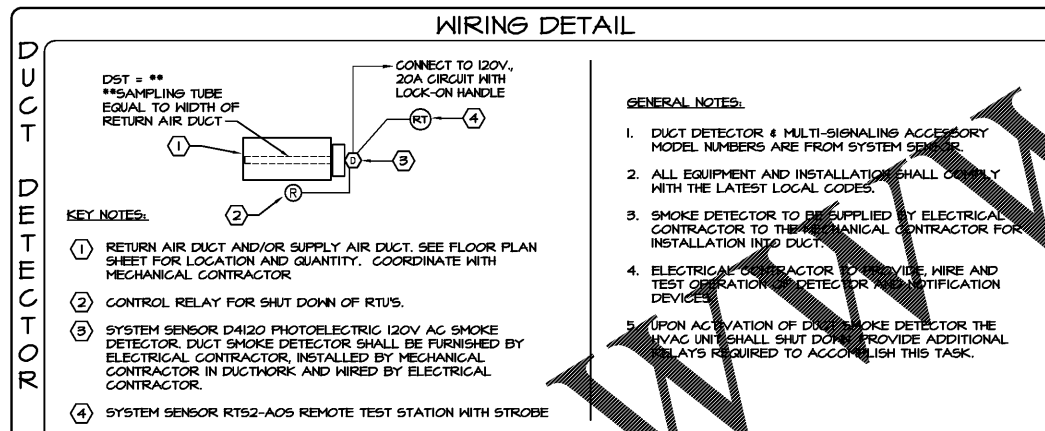 WIRING DETAIL
DUCT DETECTOR
DST = **
**SAMPLING TUBE
EQUAL TO WIDTH OF
RETURN AIR DUCT
CONNECT TO 120V.,
20A CIRCUIT WITH
LOCK-ON HANDLE
RT
4
1
D
3
R
2
KEY NOTES:
1 RETURN AIR DUCT AND/OR SUPPLY AIR DUCT. SEE FLOOR PLAN
SHEET FOR LOCATION AND QUANTITY. COORDINATE WITH
MECHANICAL CONTRACTOR
2 CONTROL RELAY FOR SHUT DOWN OF RTU'S.
3 SYSTEM SENSOR D4120 PHOTOELECTRIC 120V AC SMOKE
DETECTOR. DUCT SMOKE DETECTOR SHALL BE FURNISHED BY
ELECTRICAL CONTRACTOR, INSTALLED BY MECHANICAL
CONTRACTOR IN DUCTWORK AND WIRED BY ELECTRICAL
CONTRACTOR.
4 SYSTEM SENSOR RTS2-AOS REMOTE TEST STATION WITH STROBE
GENERAL NOTES:
1. DUCT DETECTOR & MULTI-SIGNALING ACCESSORY
MODEL NUMBERS ARE FROM SYSTEM SENSOR.
2. ALL EQUIPMENT AND INSTALLATION SHALL COMPLY
WITH THE LATEST LOCAL CODES.
3. SMOKE DETECTOR TO BE SUPPLIED BY ELECTRICAL
CONTRACTOR TO THE MECHANICAL CONTRACTOR FOR
INSTALLATION INTO DUCT.
4. ELECTRICAL CONTRACTOR TO PROVIDE, WIRE AND
TEST OPERATION OF DETECTOR AND NOTIFICATION
DEVICES.
5. UPON ACTIVATION OF DUCT SMOKE DETECTOR THE
HVAC UNIT SHALL SHUT DOWN. PROVIDE ADDITIONAL
RELAYS REQUIRED TO ACCOMPLISH THIS TASK.
WWW